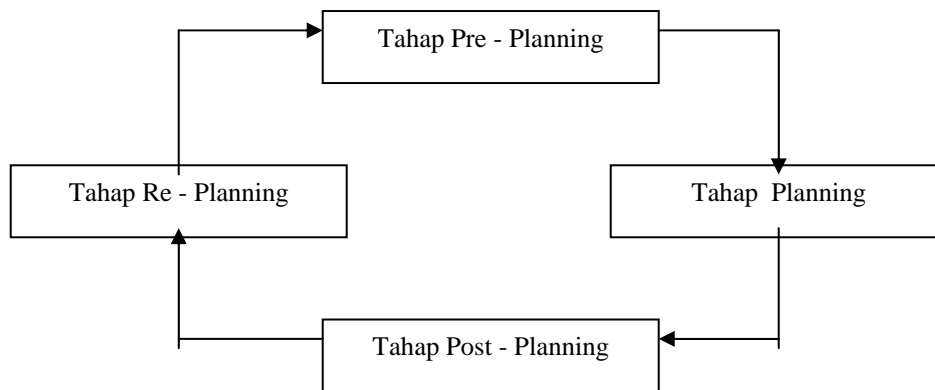 Tahap Pre - Planning
Tahap Re - Planning
Tahap Planning
Tahap Post - Planning